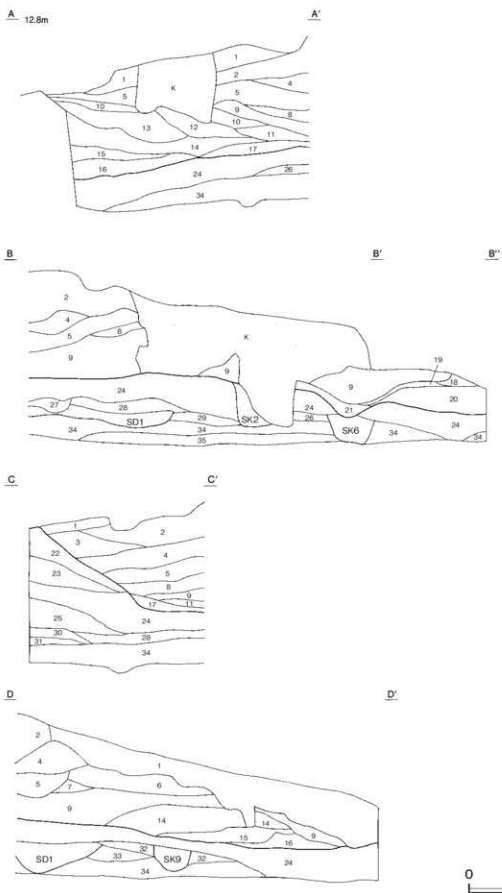 A 12.8m A'
1 1
2 4
5 K 5
10 9 8
13 12 10 11
15 14 17
16 24 26
34
B B' B''
2
4
5 8 K
9 9 9 19 18
24 20
27 28 29 24 21
SD1 SK2 26 SK6 24
34 34 34 34
35
C C'
1 2
3
22 4
23 5
8
17 9 11
25 24
30 28
31 34
D D'
2
4 1
5 7 6
9 14 14 9
15 16
32 24
SD1 33 SK9 32
34
0